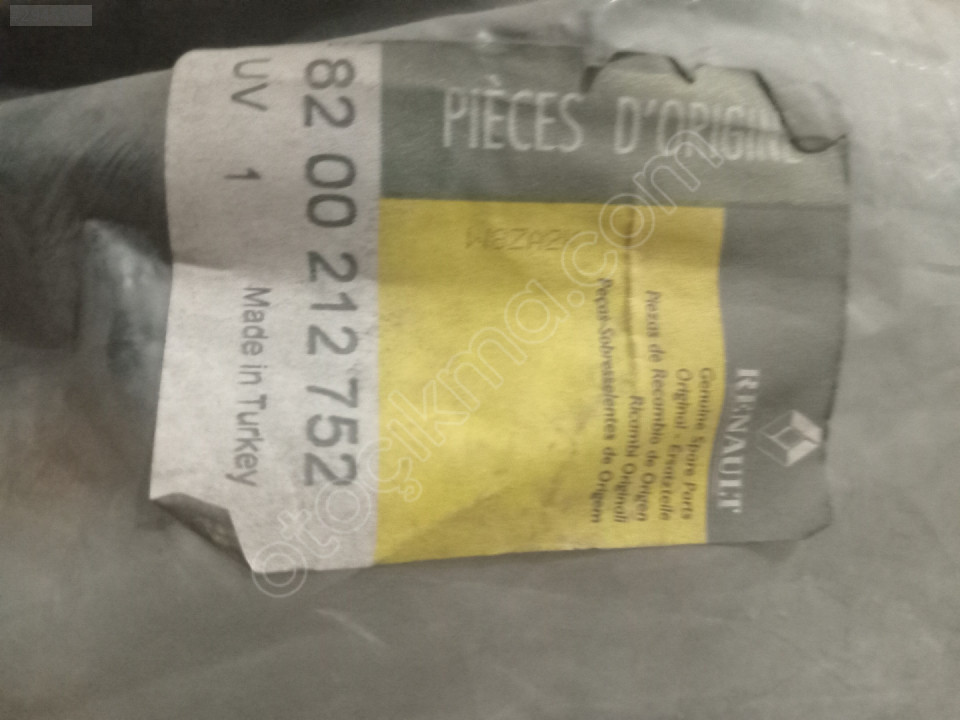 PIÈCES D'ORIGINE
RENAULT
Genuine Spare Parts
Original - Ersatzteile
Piezas de Recambio de Origen
Ricambi Originali
Peças Sobresselentes de Origem
82 00 212 752
UV 1
Made in Turkey
otoçıkma.com